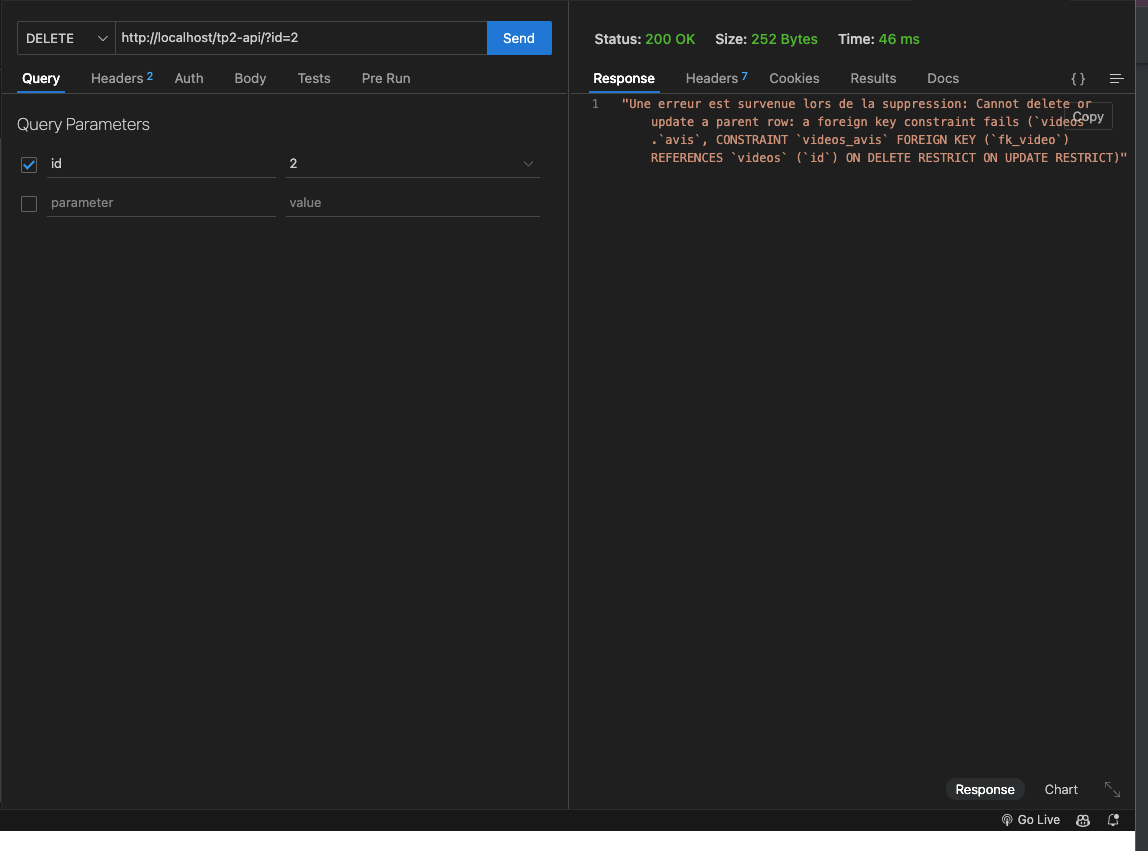 DELETE http://localhost/tp2-api/?id=2 Send
Query Headers 2 Auth Body Tests Pre Run
Query Parameters
id 2
parameter value
Status: 200 OK Size: 252 Bytes Time: 46 ms
Response Headers 7 Cookies Results Docs { }
1 "Une erreur est survenue lors de la suppression: Cannot delete or
update a parent row: a foreign key constraint fails (`videos`
Copy
.`avis`, CONSTRAINT `videos_avis` FOREIGN KEY (`fk_video`)
REFERENCES `videos` (`id`) ON DELETE RESTRICT ON UPDATE RESTRICT)"
Response Chart
Go Live